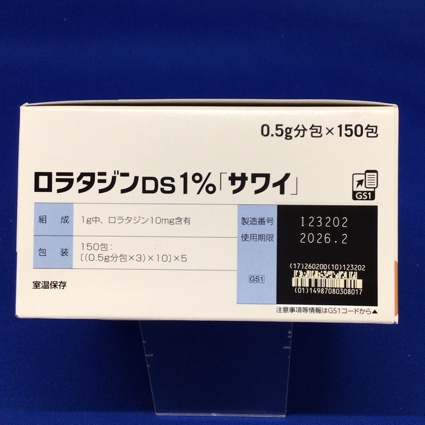 0.5g分包×150包
ロラタジンDS1%「サワイ」
GS1
組成 1g中、ロラタジン10mg含有
製造番号 123202
使用期限 2026.2
包装 150包:
[(0.5g分包×3)×10]×5
(17)260200(10)123202
GS1
(01)14987080308017
室温保存
注意事項等情報はGS1コードから▲